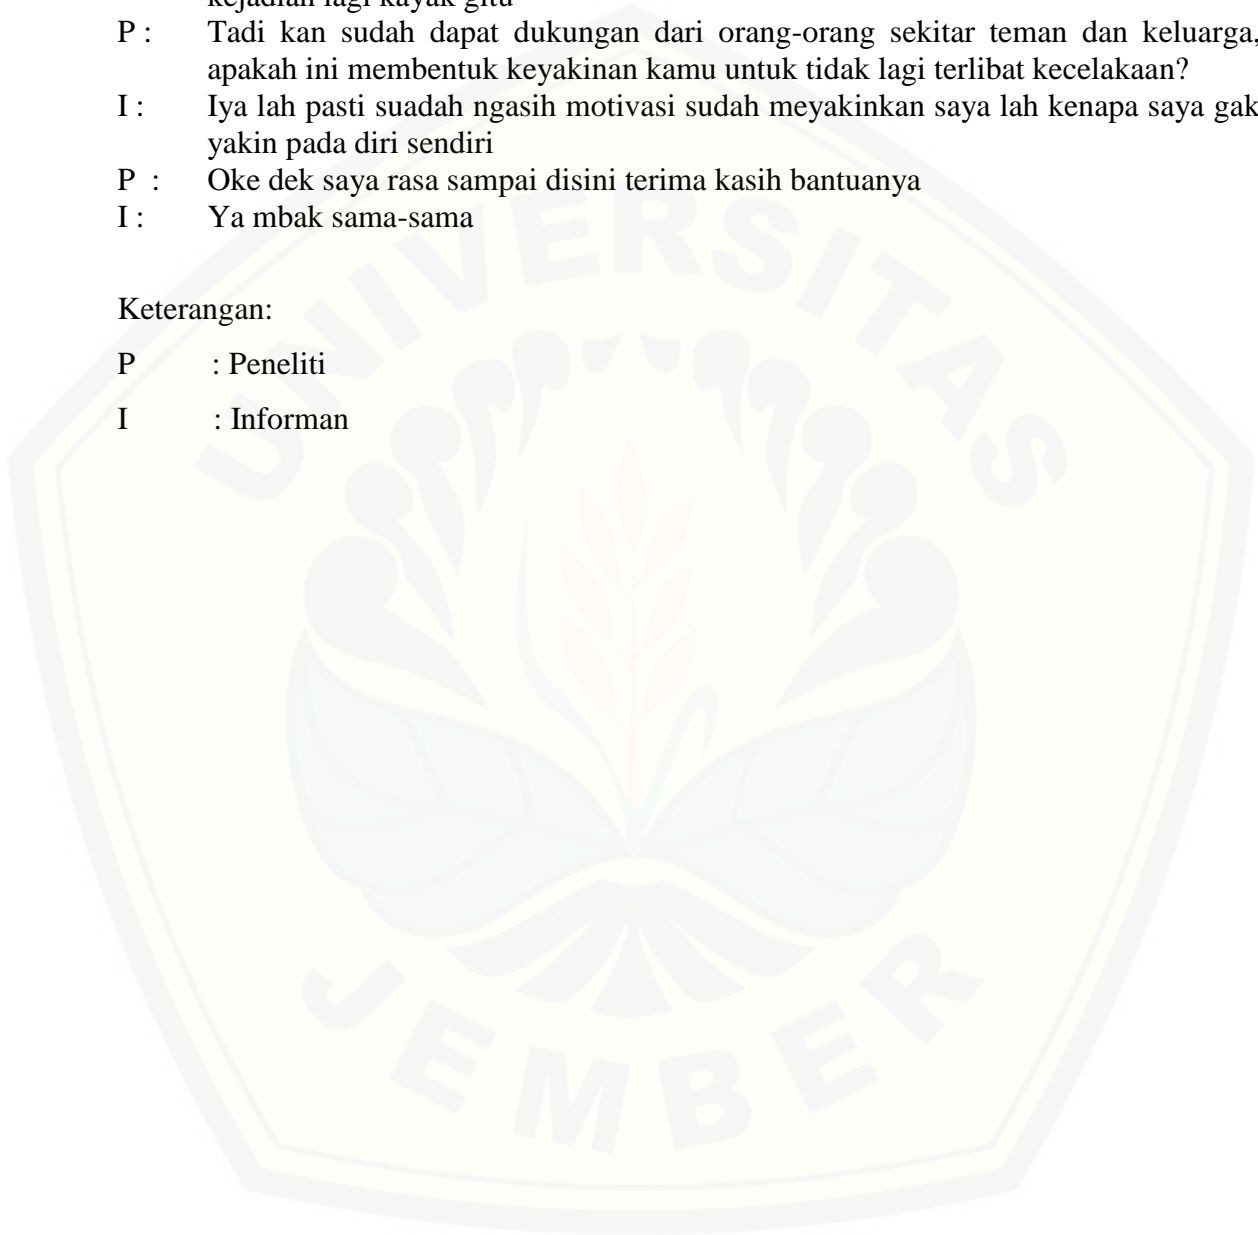 kejadian lagi kayak gitu
P : Tadi kan sudah dapat dukungan dari orang-orang sekitar teman dan keluarga,
apakah ini membentuk keyakinan kamu untuk tidak lagi terlibat kecelakaan?
I : Iya lah pasti suadah ngasih motivasi sudah meyakinkan saya lah kenapa saya gak
yakin pada diri sendiri
P : Oke dek saya rasa sampai disini terima kasih bantuanya
I : Ya mbak sama-sama
Keterangan:
P : Peneliti
I : Informan
UNIVERSITAS
JEMBER